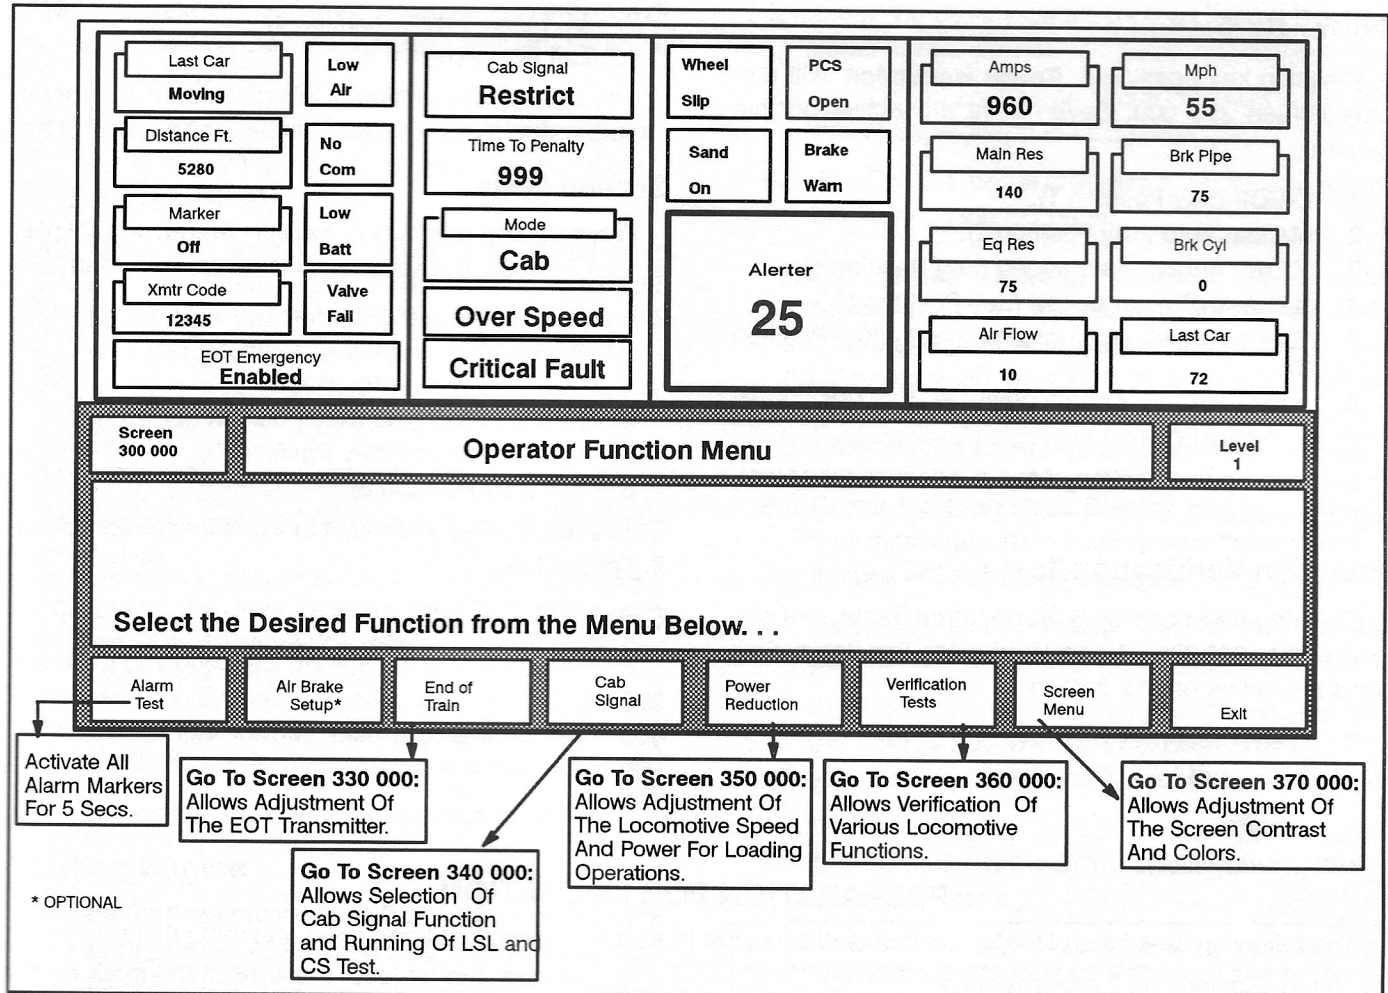 Last Car
Moving
Low
Air
Distance Ft.
5280
No
Com
Marker
Off
Low
Batt
Xmtr Code
12345
Valve
Fail
EOT Emergency
Enabled
Cab Signal
Restrict
Time To Penalty
999
Mode
Cab
Over Speed
Critical Fault
Wheel
Slip
PCS
Open
Sand
On
Brake
Warn
Alerter
25
Amps
960
Mph
55
Main Res
140
Brk Pipe
75
Eq Res
75
Brk Cyl
0
Air Flow
10
Last Car
72
Screen
300 000
Operator Function Menu
Level
1
Select the Desired Function from the Menu Below. . .
Alarm
Test
Air Brake
Setup*
End of
Train
Cab
Signal
Power
Reduction
Verification
Tests
Screen
Menu
Exit
Activate All
Alarm Markers
For 5 Secs.
Go To Screen 330 000:
Allows Adjustment Of
The EOT Transmitter.
Go To Screen 340 000:
Allows Selection Of
Cab Signal Function
and Running Of LSL and
CS Test.
Go To Screen 350 000:
Allows Adjustment Of
The Locomotive Speed
And Power For Loading
Operations.
Go To Screen 360 000:
Allows Verification Of
Various Locomotive
Functions.
Go To Screen 370 000:
Allows Adjustment Of
The Screen Contrast
And Colors.
* OPTIONAL